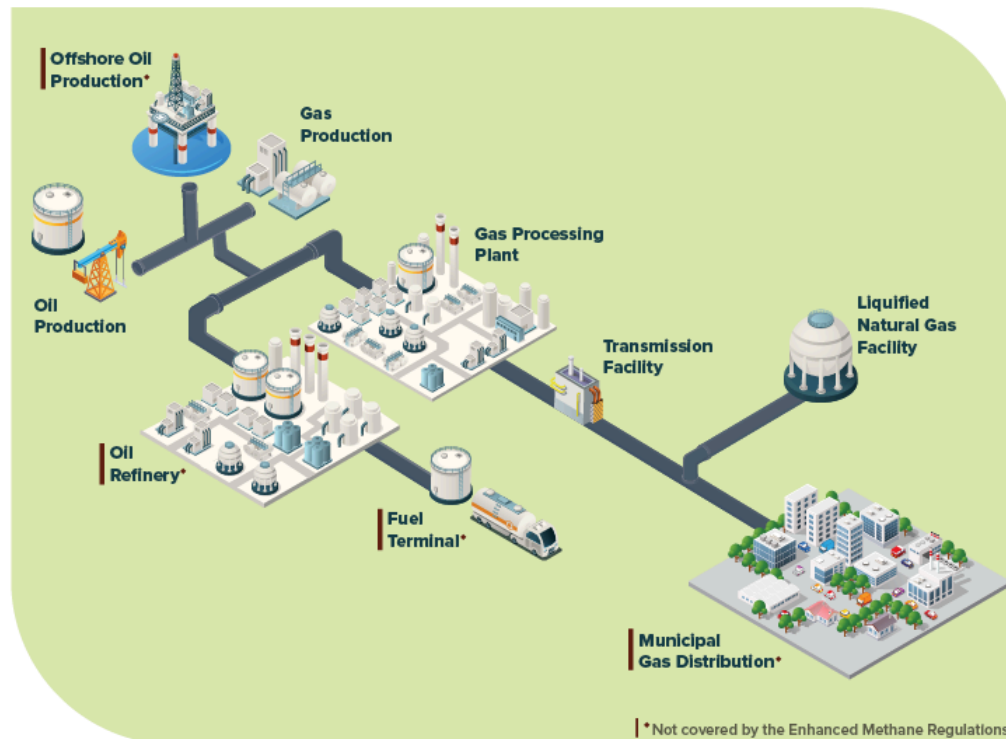 Offshore Oil
Production*
Gas
Production
Oil
Production
Gas Processing
Plant
Transmission
Facility
Liquified
Natural Gas
Facility
Oil
Refinery*
Fuel
Terminal*
Municipal
Gas Distribution*
*Not covered by the Enhanced Methane Regulations